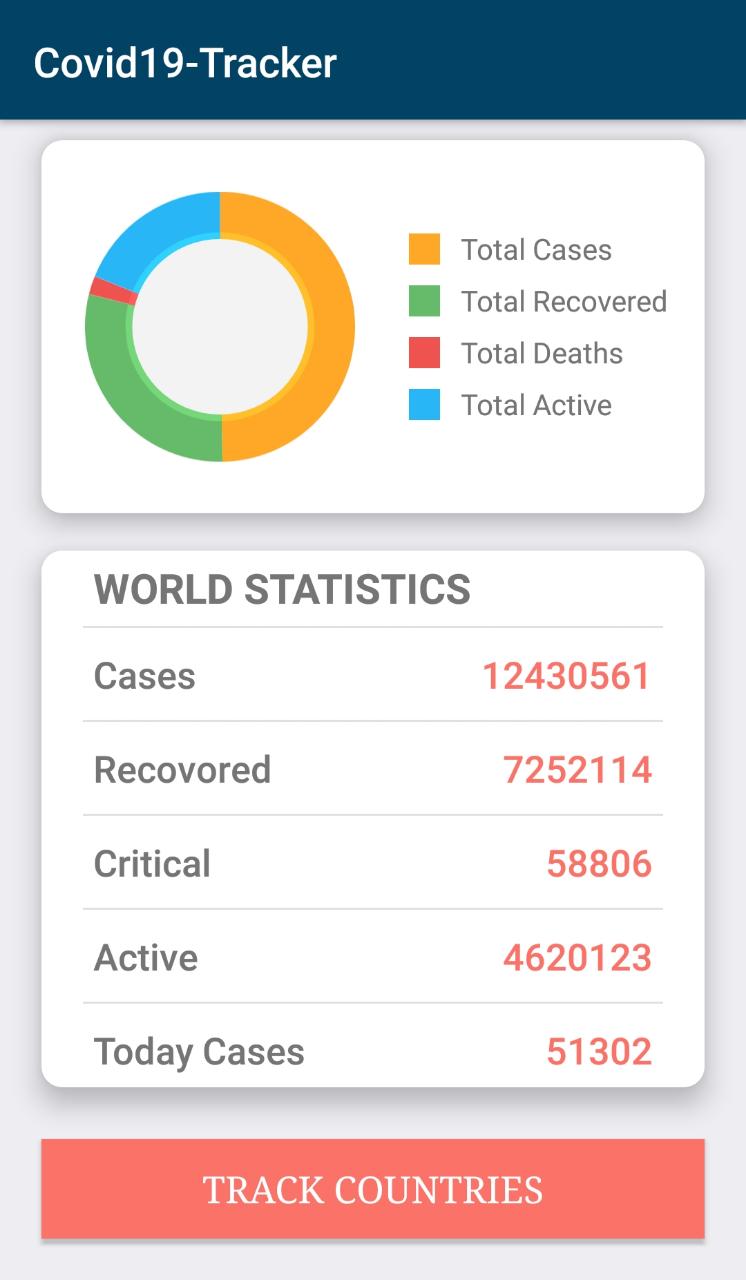 Covid19-Tracker
Total Cases
Total Recovered
Total Deaths
Total Active
WORLD STATISTICS
Cases 12430561
Recovored 7252114
Critical 58806
Active 4620123
Today Cases 51302
TRACK COUNTRIES